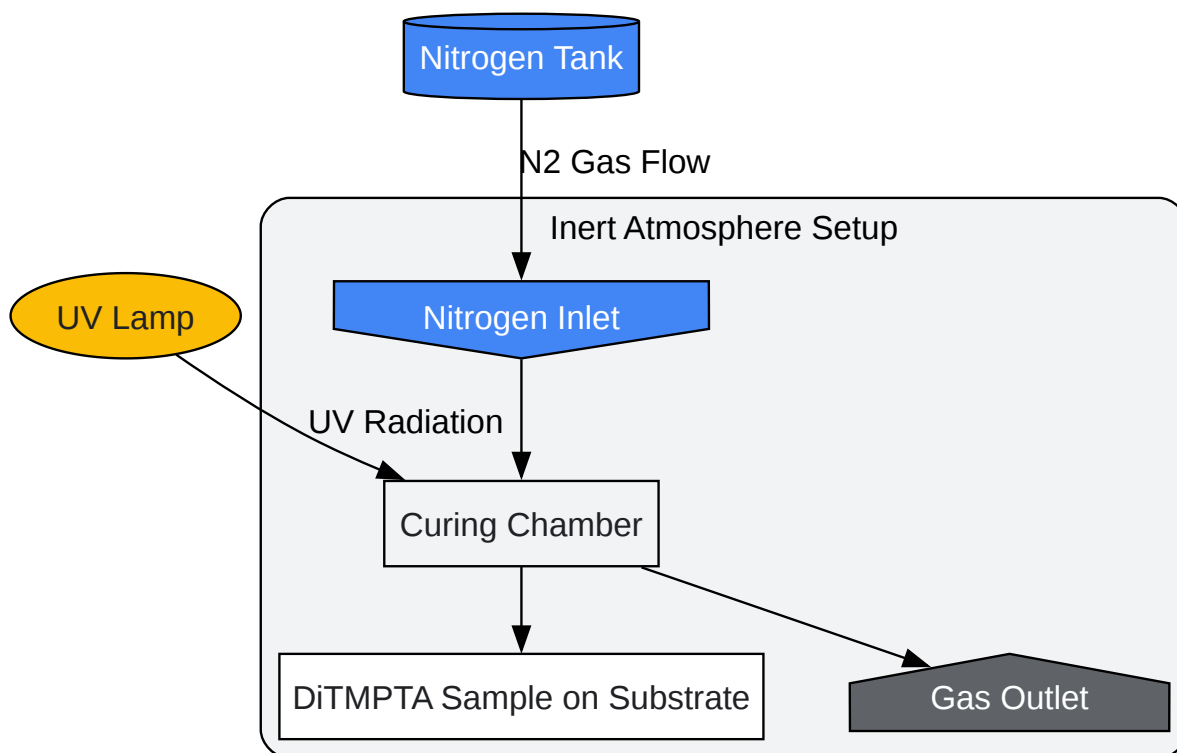 Nitrogen Tank
N2 Gas Flow
Inert Atmosphere Setup
UV Lamp
Nitrogen Inlet
UV Radiation
Curing Chamber
DiTMPTA Sample on Substrate
Gas Outlet